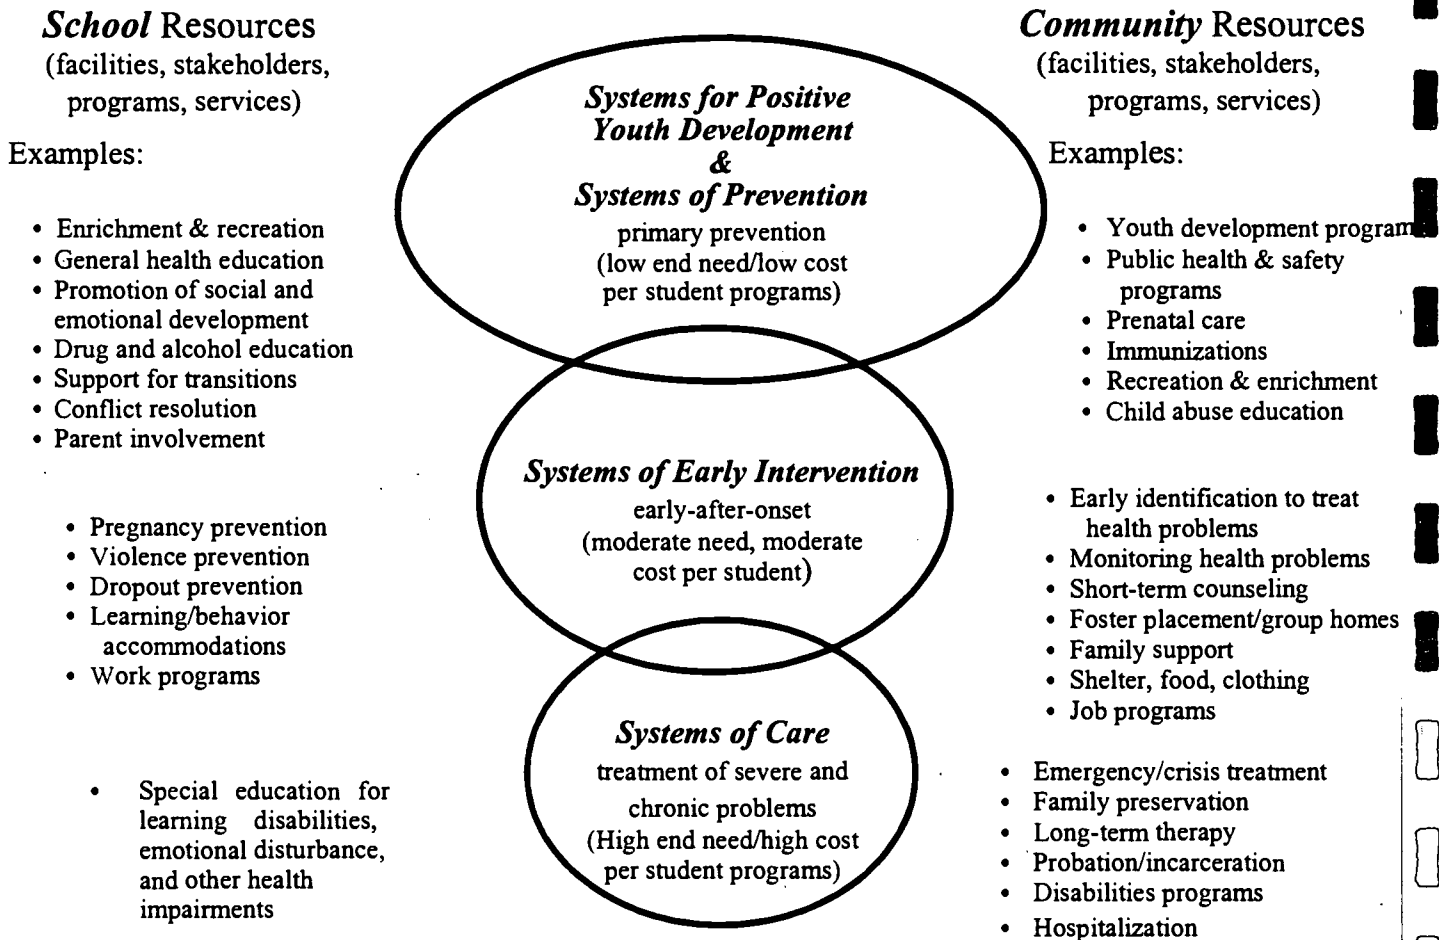 School Resources
(facilities, stakeholders,
programs, services)
Examples:
• Enrichment & recreation
• General health education
• Promotion of social and
emotional development
• Drug and alcohol education
• Support for transitions
• Conflict resolution
• Parent involvement
• Pregnancy prevention
• Violence prevention
• Dropout prevention
• Learning/behavior
accommodations
• Work programs
• Special education for
learning disabilities,
emotional disturbance,
and other health
impairments
Systems for Positive
Youth Development
&
Systems of Prevention
primary prevention
(low end need/low cost
per student programs)
Systems of Early Intervention
early-after-onset
(moderate need, moderate
cost per student)
Systems of Care
treatment of severe and
chronic problems
(High end need/high cost
per student programs)
Community Resources
(facilities, stakeholders,
programs, services)
Examples:
• Youth development program
• Public health & safety
programs
• Prenatal care
• Immunizations
• Recreation & enrichment
• Child abuse education
• Early identification to treat
health problems
• Monitoring health problems
• Short-term counseling
• Foster placement/group homes
• Family support
• Shelter, food, clothing
• Job programs
• Emergency/crisis treatment
• Family preservation
• Long-term therapy
• Probation/incarceration
• Disabilities programs
• Hospitalization